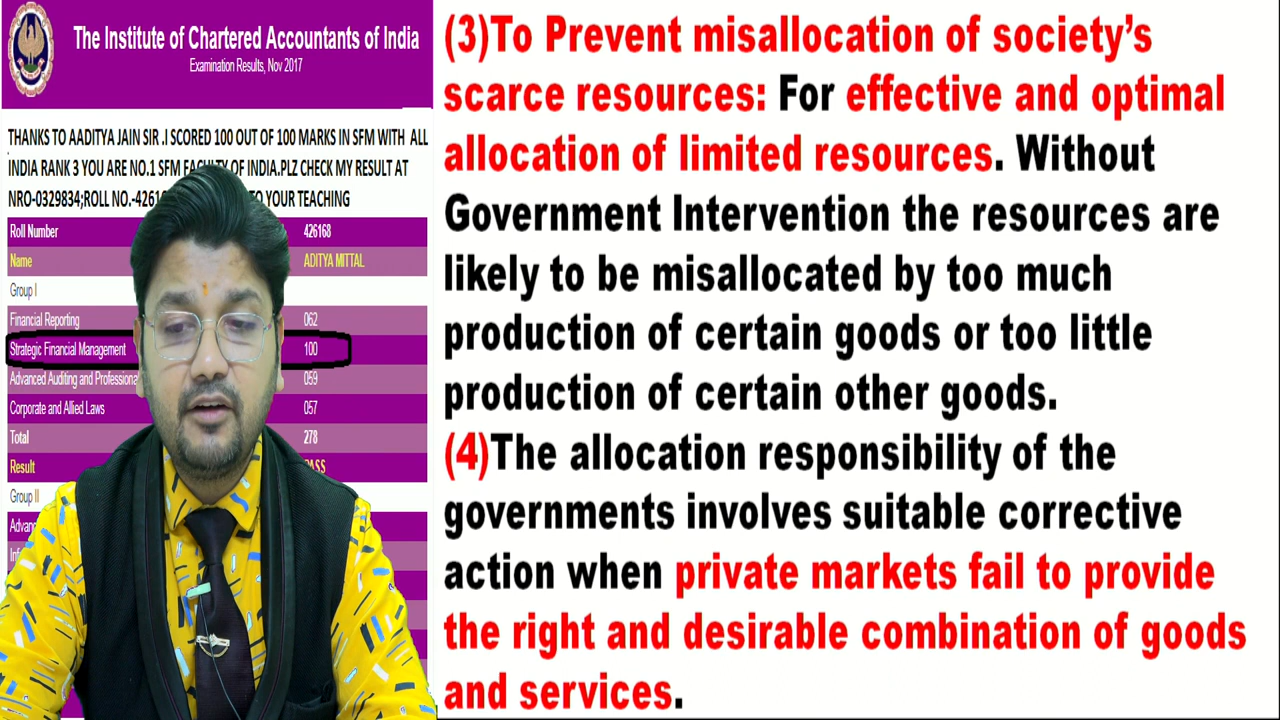 The Institute of Chartered Accountants of India
Examination Results, Nov 2017
THANKS TO AADITYA JAIN SIR .I SCORED 100 OUT OF 100 MARKS IN SFM WITH ALL
INDIA RANK 3 YOU ARE NO.1 SFM FACULTY OF INDIA.PLZ CHECK MY RESULT AT
NRO-0329834;ROLL NO.-4261 TO YOUR TEACHING
Roll Number 426168
Name ADITYA MITTAL
Group I
Financial Reporting 062
Strategic Financial Management 100
Advanced Auditing and Professiona 059
Corporate and Allied Laws 057
Total 278
Result PASS
Group II
Advan
(3)To Prevent misallocation of society’s
scarce resources: For effective and optimal
allocation of limited resources. Without
Government Intervention the resources are
likely to be misallocated by too much
production of certain goods or too little
production of certain other goods.
(4)The allocation responsibility of the
governments involves suitable corrective
action when private markets fail to provide
the right and desirable combination of goods
and services.